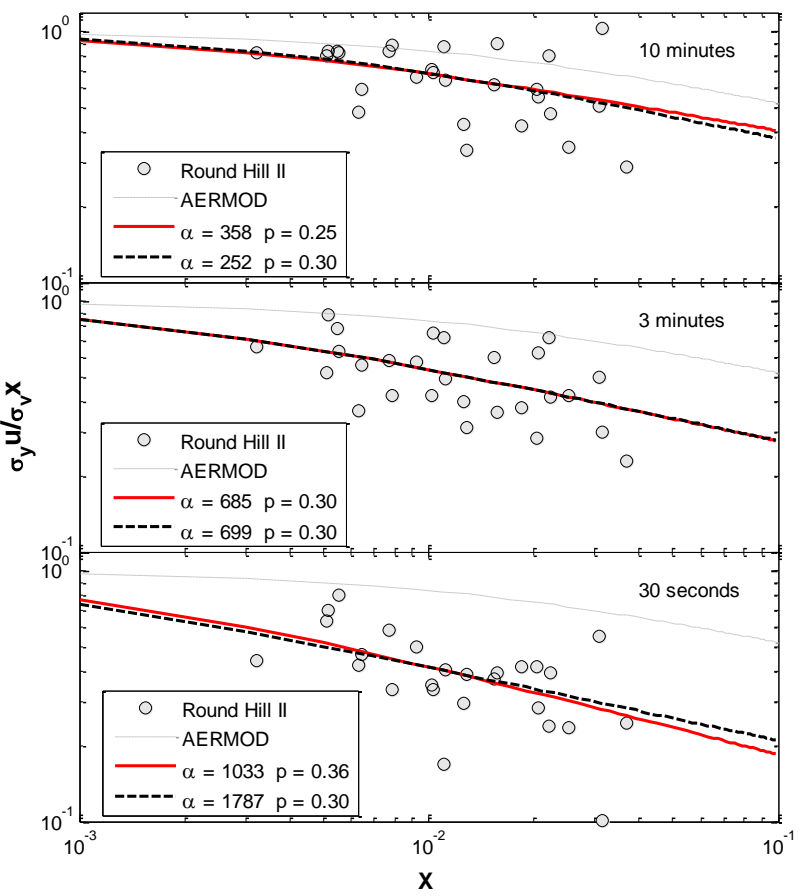 10⁰
10 minutes
Round Hill II
AERMOD
α = 358 p = 0.25
α = 252 p = 0.30
10⁻¹
10⁰
3 minutes
Round Hill II
AERMOD
α = 685 p = 0.30
α = 699 p = 0.30
10⁻¹
10⁰
30 seconds
Round Hill II
AERMOD
α = 1033 p = 0.36
α = 1787 p = 0.30
10⁻¹
10⁻³ 10⁻² 10⁻¹
X
σyu/σvx